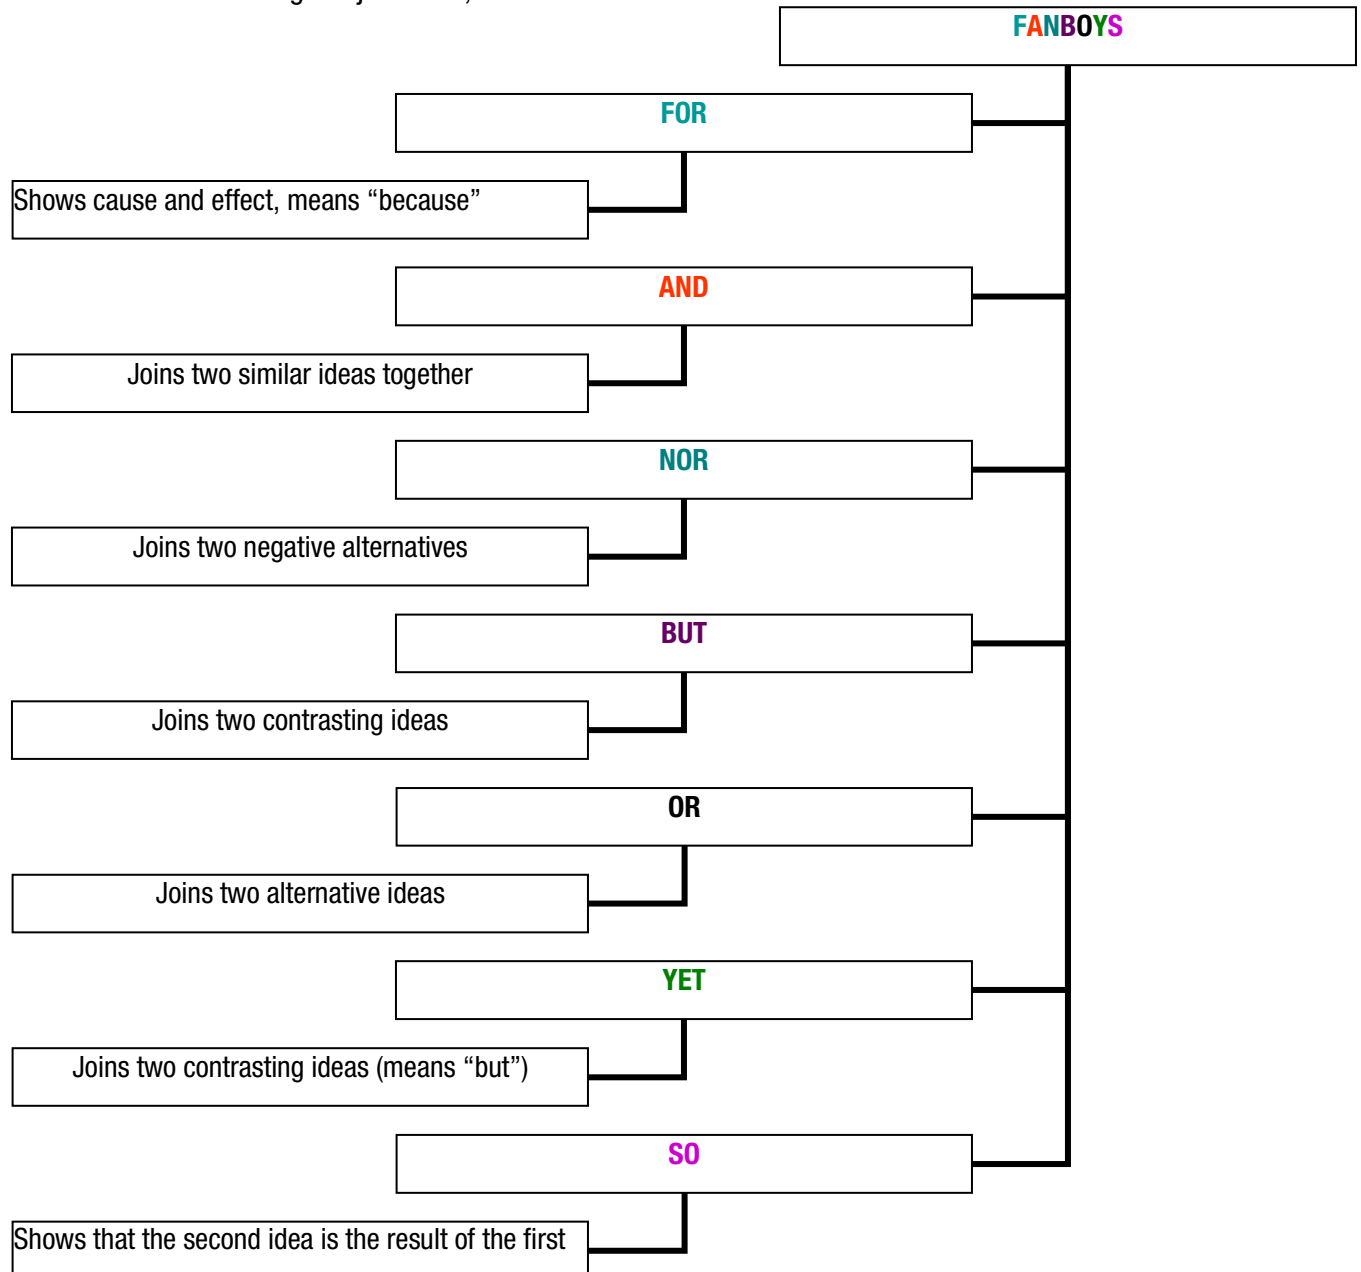 FANBOYS
FOR
Shows cause and effect, means “because”
AND
Joins two similar ideas together
NOR
Joins two negative alternatives
BUT
Joins two contrasting ideas
OR
Joins two alternative ideas
YET
Joins two contrasting ideas (means “but”)
SO
Shows that the second idea is the result of the first